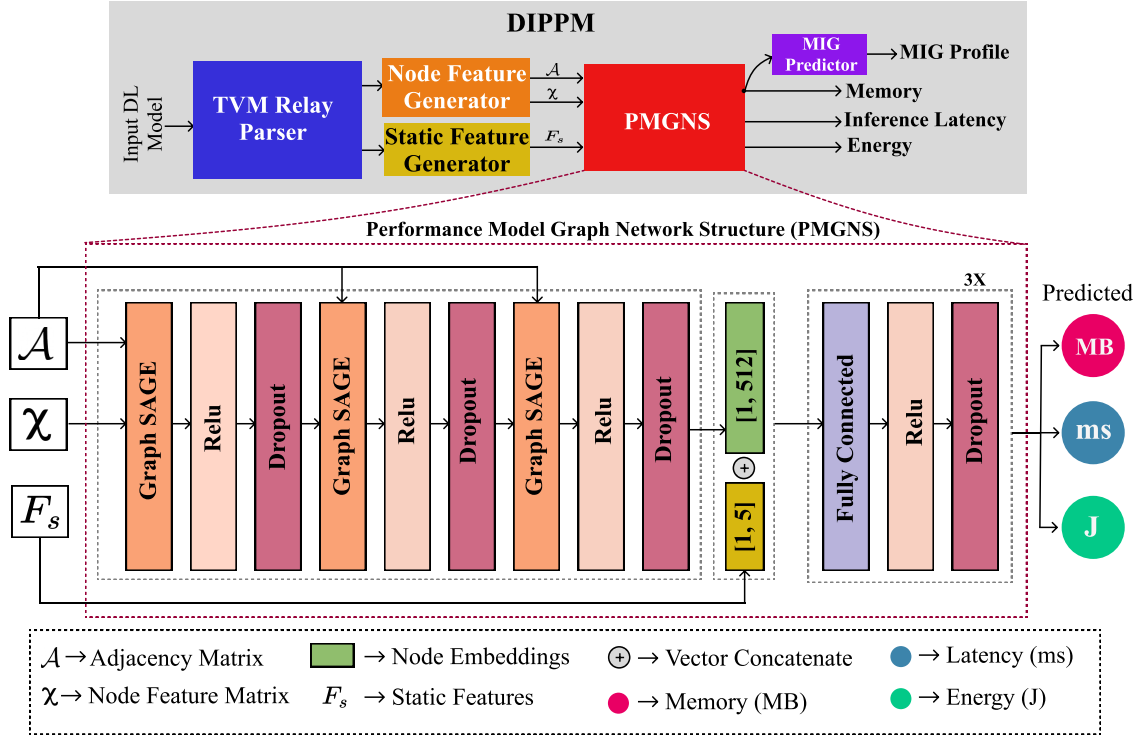 DIPPM
Input DL
Model
TVM Relay
Parser
Node Feature
Generator
Static Feature
Generator
𝒜
χ
F_s
PMGNS
MIG
Predictor
MIG Profile
Memory
Inference Latency
Energy
Performance Model Graph Network Structure (PMGNS)
𝒜
χ
F_s
Graph SAGE
Relu
Dropout
Graph SAGE
Relu
Dropout
Graph SAGE
Relu
Dropout
[1, 512]
+
[1, 5]
3X
Fully Connected
Relu
Dropout
Predicted
MB
ms
J
𝒜 → Adjacency Matrix
→ Node Embeddings
+ → Vector Concatenate
→ Latency (ms)
χ → Node Feature Matrix
F_s → Static Features
→ Memory (MB)
→ Energy (J)